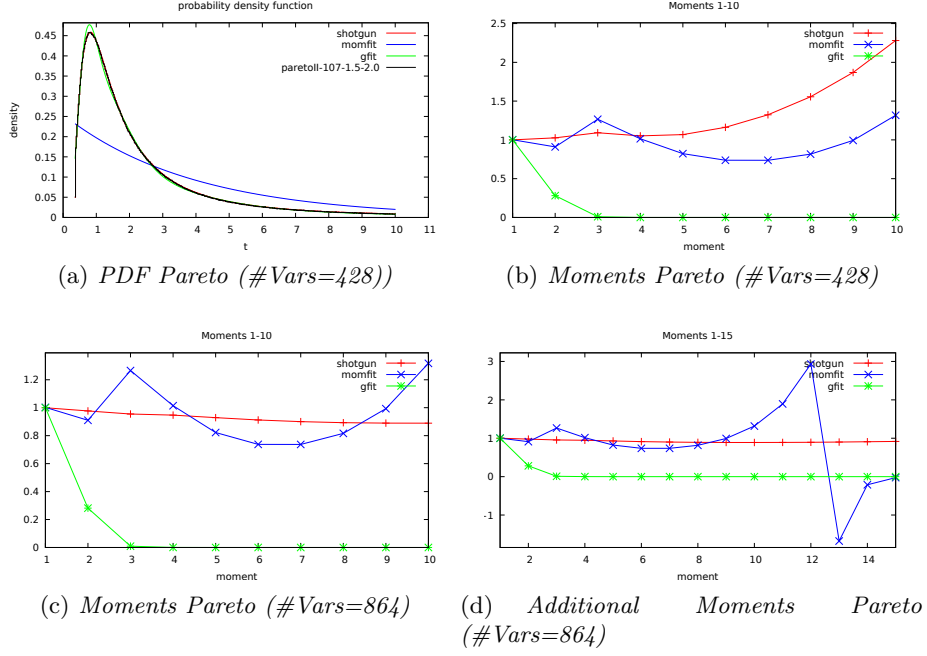 probability density function
shotgun
momfit
gfit
paretoII-107-1.5-2.0
density
0.45
0.4
0.35
0.3
0.25
0.2
0.15
0.1
0.05
0
0 1 2 3 4 5 6 7 8 9 10 11
t
(a) PDF Pareto (#Vars=428))
Moments 1-10
shotgun
momfit
gfit
2.5
2
1.5
1
0.5
0
1 2 3 4 5 6 7 8 9 10
moment
(b) Moments Pareto (#Vars=428)
Moments 1-10
shotgun
momfit
gfit
1.2
1
0.8
0.6
0.4
0.2
0
1 2 3 4 5 6 7 8 9 10
moment
(c) Moments Pareto (#Vars=864)
Moments 1-15
shotgun
momfit
gfit
3
2
1
0
-1
2 4 6 8 10 12 14
moment
(d) Additional Moments Pareto
(#Vars=864)